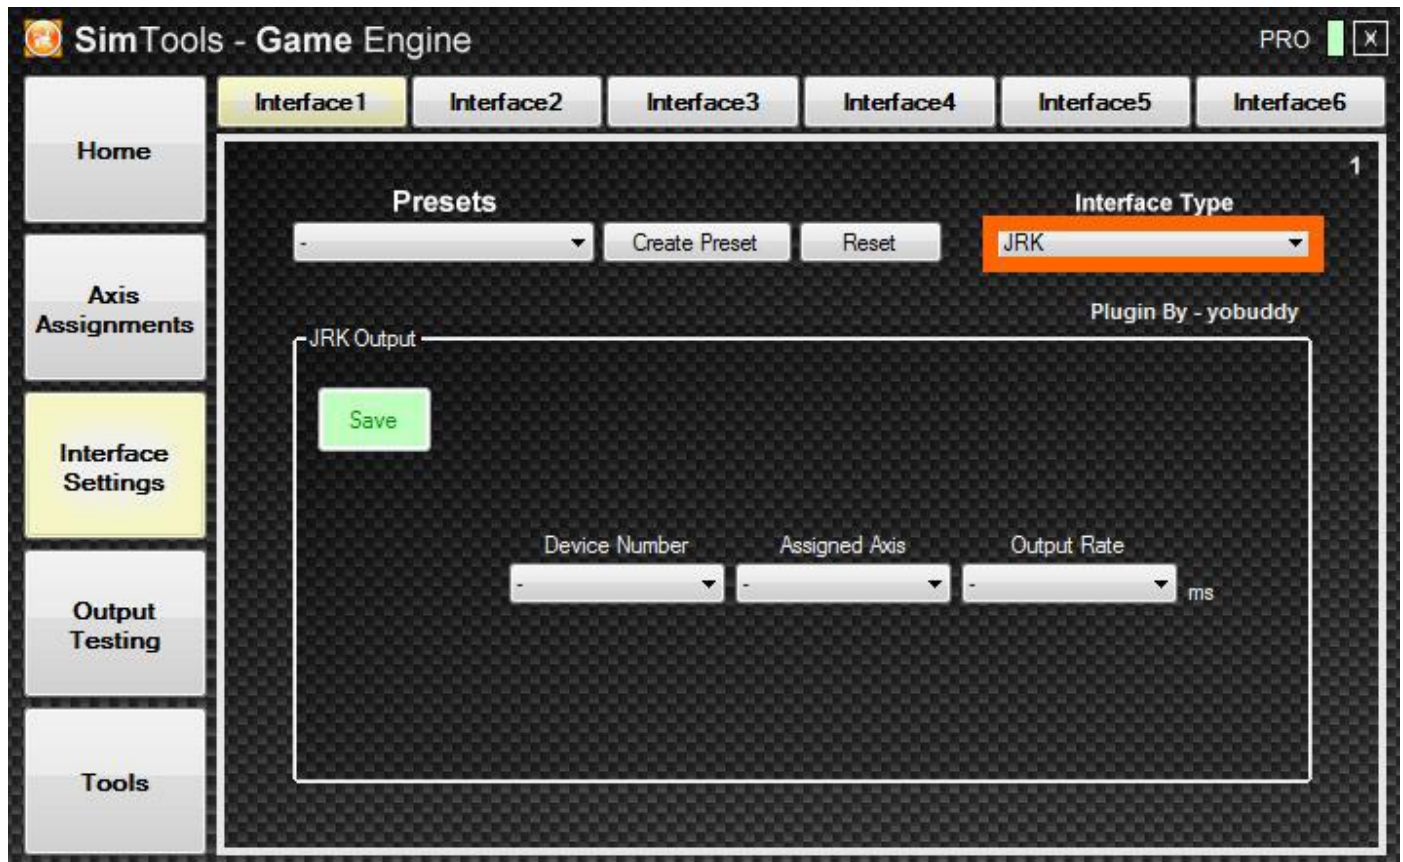 SimTools - Game Engine
PRO
X
Interface1
Interface2
Interface3
Interface4
Interface5
Interface6
Home
Axis
Assignments
Interface
Settings
Output
Testing
Tools
1
Presets
-
Create Preset
Reset
Interface Type
JRK
Plugin By - yobuddy
JRK Output
Save
Device Number
Assigned Axis
Output Rate
-
-
-
ms